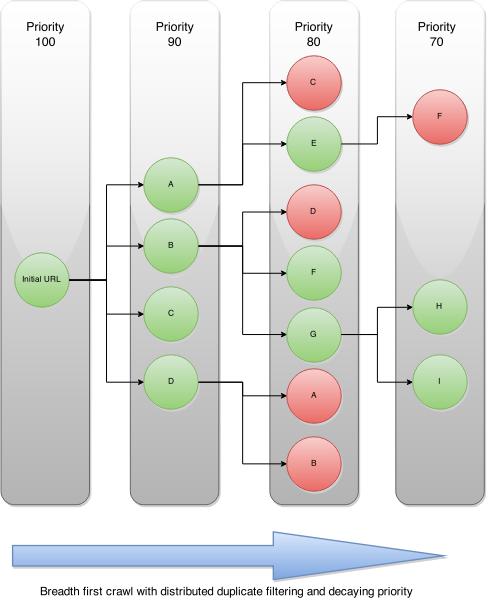 Priority
100
Priority
90
Priority
80
Priority
70
Initial URL
A
B
C
D
C
E
D
F
G
A
B
F
H
I
Breadth first crawl with distributed duplicate filtering and decaying priority